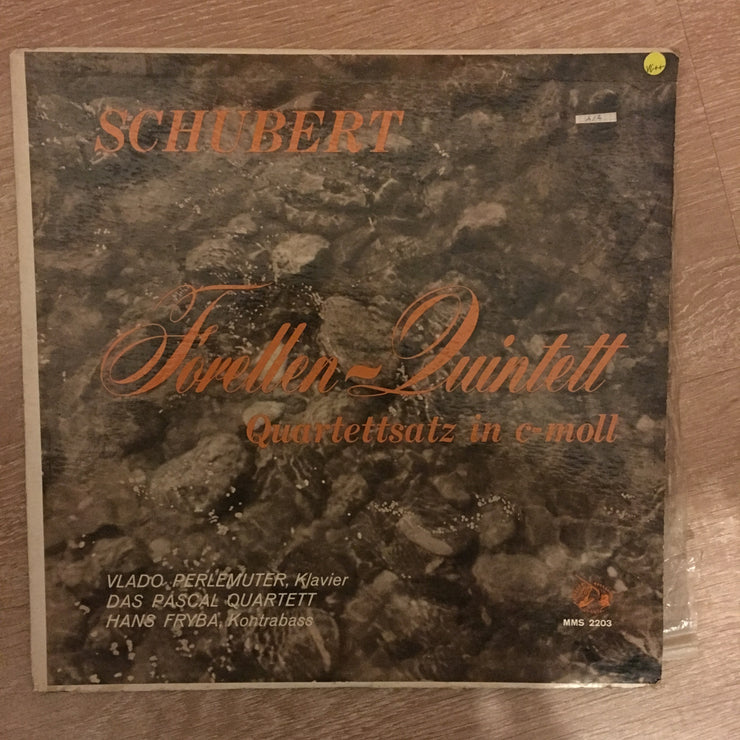 SCHUBERT
Forellen-Quintett
Quartettsatz in c-moll
VLADO PERLEMUTER, Klavier
DAS PASCAL QUARTETT
HANS FRYBA, Kontrabass
MMS 2203